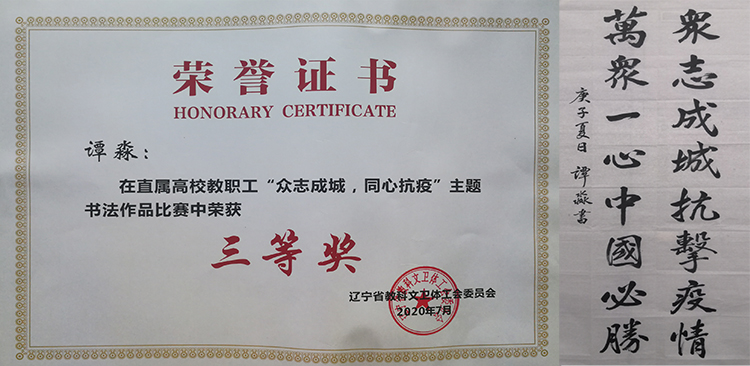 荣誉证书
HONORARY CERTIFICATE
谭淼：
在直属高校教职工“众志成城，同心抗疫”主题
书法作品比赛中荣获
三等奖
辽宁省教科文卫体工会委员会
2020年7月
眾志成城抗擊疫情
萬眾一心中國必勝
庚子夏日 譚淼書